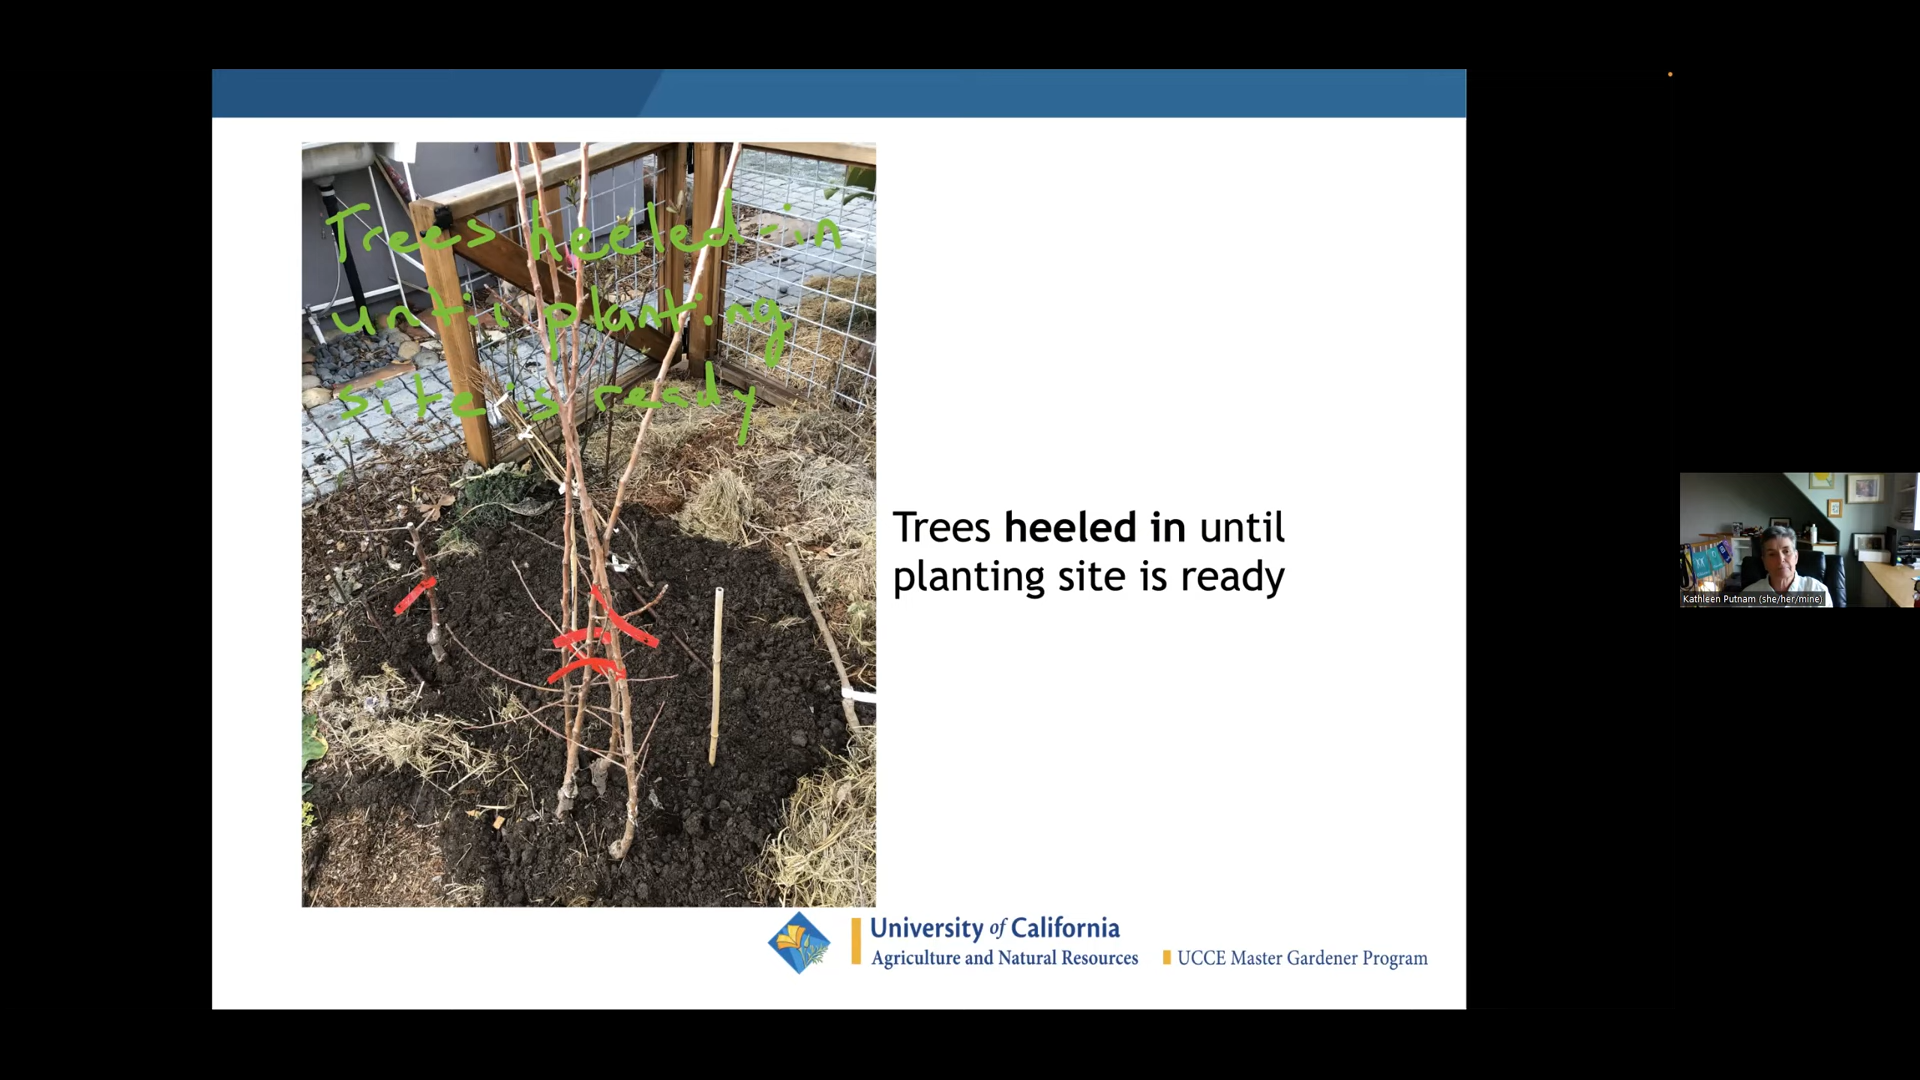 Trees heeled-in
until planting
site is ready
Trees heeled in until
planting site is ready
University of California
Agriculture and Natural Resources
UCCE Master Gardener Program
Kathleen Putnam (she/her/mine)